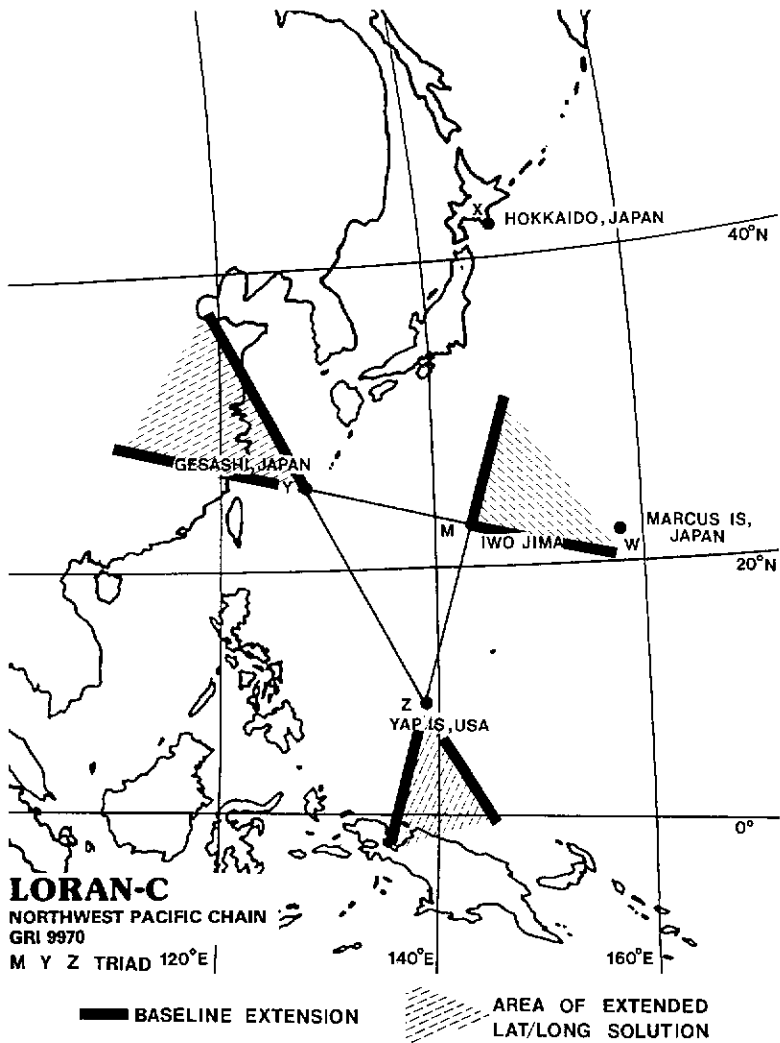 X
HOKKAIDO, JAPAN
40°N
GESASHI, JAPAN
Y
M
IWO JIMA
W
MARCUS IS,
JAPAN
20°N
Z
YAP IS, USA
0°
LORAN-C
NORTHWEST PACIFIC CHAIN
GRI 9970
M Y Z TRIAD
120°E
140°E
160°E
BASELINE EXTENSION
AREA OF EXTENDED
LAT/LONG SOLUTION